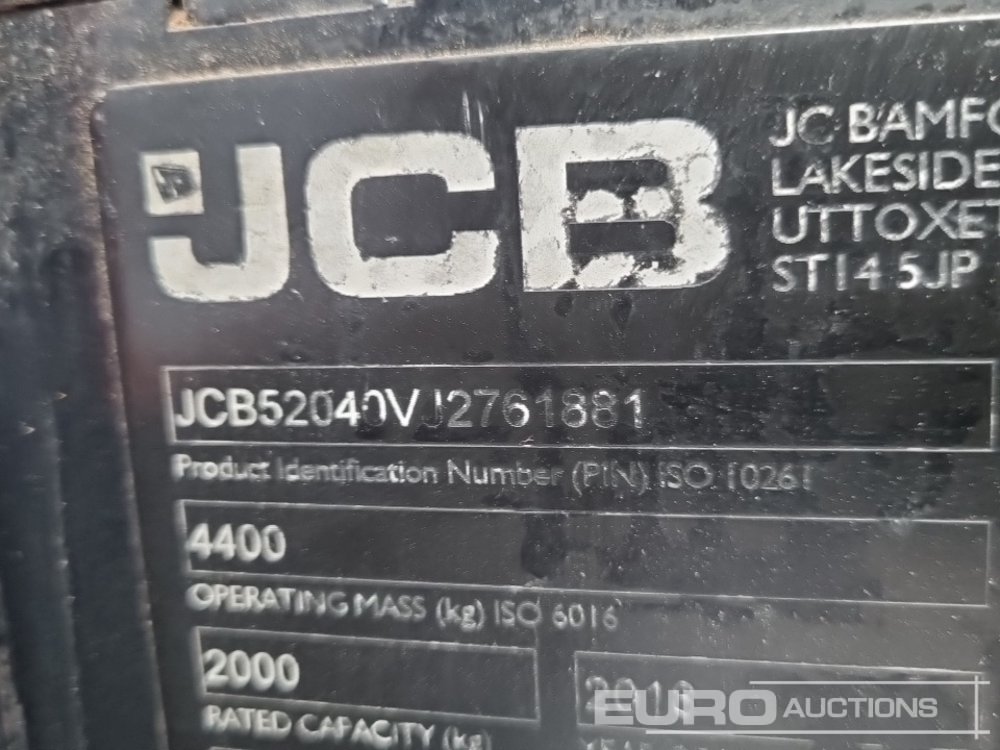 JCB
JC BAMFO
LAKESIDE
UTTOXET
ST14 5JP
JCB52040VJ2761881
Product Identification Number (PIN) ISO 10261
4400
OPERATING MASS (kg) ISO 6016
2000
RATED CAPACITY (kg)
EURO AUCTIONS